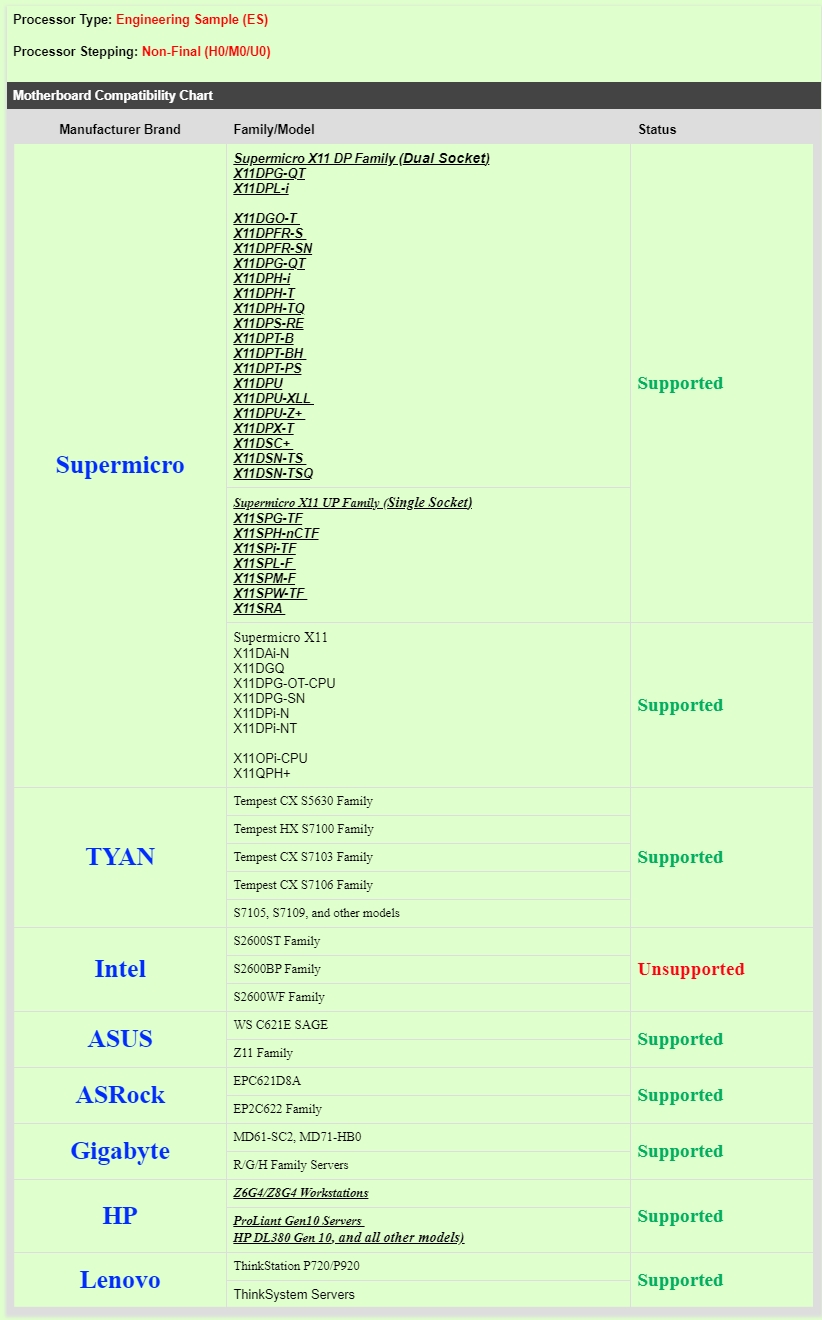 Processor Type: Engineering Sample (ES)
Processor Stepping: Non-Final (H0/M0/U0)
Motherboard Compatibility Chart
Manufacturer Brand Family/Model Status
Supermicro
Supermicro X11 DP Family (Dual Socket)
X11DPG-QT
X11DPL-i
X11DGO-T
X11DPFR-S
X11DPFR-SN
X11DPG-QT
X11DPH-i
X11DPH-T
X11DPH-TQ
X11DPS-RE
X11DPT-B
X11DPT-BH
X11DPT-PS
X11DPU
X11DPU-XLL
X11DPU-Z+
X11DPX-T
X11DSC+
X11DSN-TS
X11DSN-TSQ
Supermicro X11 UP Family (Single Socket)
X11SPG-TF
X11SPH-nCTF
X11SPi-TF
X11SPL-F
X11SPM-F
X11SPW-TF
X11SRA
Supported
Supermicro X11
X11DAi-N
X11DGQ
X11DPG-OT-CPU
X11DPG-SN
X11DPi-N
X11DPi-NT
X11OPi-CPU
X11QPH+
Supported
TYAN
Tempest CX S5630 Family
Tempest HX S7100 Family
Tempest CX S7103 Family
Tempest CX S7106 Family
S7105, S7109, and other models
Supported
Intel
S2600ST Family
S2600BP Family
S2600WF Family
Unsupported
ASUS
WS C621E SAGE
Z11 Family
Supported
ASRock
EPC621D8A
EP2C622 Family
Supported
Gigabyte
MD61-SC2, MD71-HB0
R/G/H Family Servers
Supported
HP
Z6G4/Z8G4 Workstations
ProLiant Gen10 Servers
HP DL380 Gen 10, and all other models)
Supported
Lenovo
ThinkStation P720/P920
ThinkSystem Servers
Supported